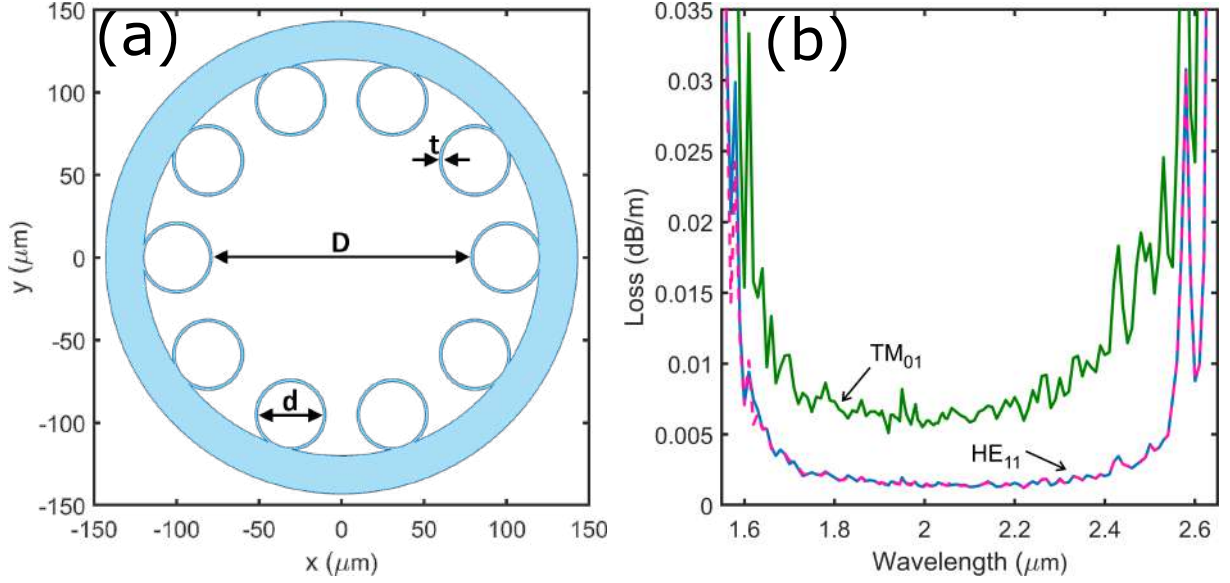 (a)
150
100
50
0
-50
-100
-150
y (μm)
-150
-100
-50
0
50
100
150
x (μm)
t
D
d
(b)
0.035
0.03
0.025
0.02
0.015
0.01
0.005
0
Loss (dB/m)
TM01
HE11
1.6
1.8
2
2.2
2.4
2.6
Wavelength (μm)